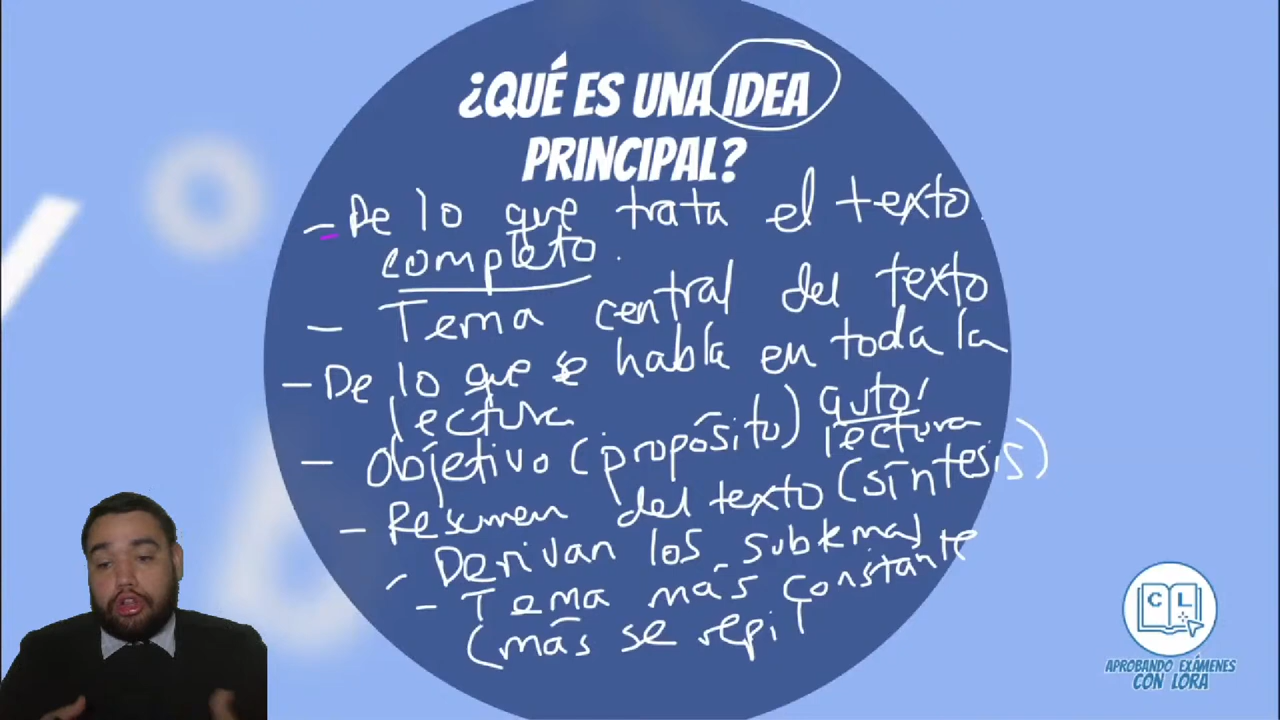 ¿QUÉ ES UNA IDEA
PRINCIPAL?
- De lo que trata el texto.
completo.
- Tema central del texto
- De lo que se habla en toda la
lectura
- Objetivo (propósito) autor
lectura
- Resumen del texto (síntesis)
- Derivan los subtemas
- Tema más constante
(más se repit
C L
APROBANDO EXÁMENES
CON LORA